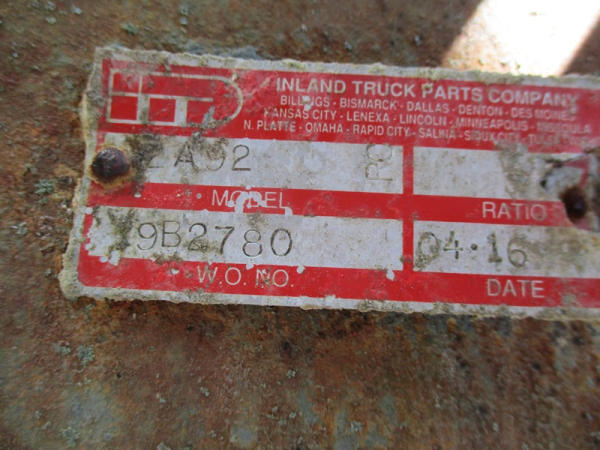 INLAND TRUCK PARTS COMPANY
BILLINGS - BISMARCK - DALLAS - DENTON - DES MOINES
KANSAS CITY - LENEXA - LINCOLN - MINNEAPOLIS - MISSOULA
N. PLATTE - OMAHA - RAPID CITY - SALINA - SIOUX CITY
MODEL
RATIO
9B2780
04·16
W.O. NO.
DATE